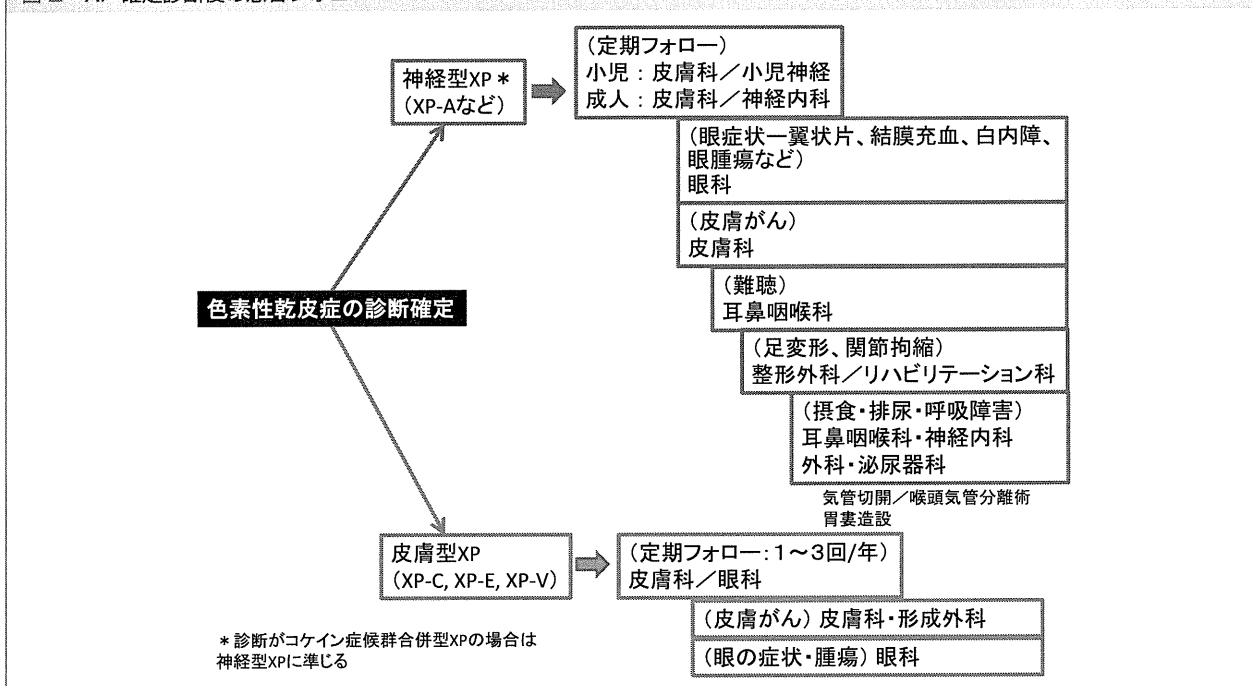 神経型XP＊
（XP-Aなど）
（定期フォロー）
小児：皮膚科／小児神経
成人：皮膚科／神経内科
（眼症状ー翼状片、結膜充血、白内障、
眼腫瘍など）
眼科
（皮膚がん）
皮膚科
（難聴）
耳鼻咽喉科
（足変形、関節拘縮）
整形外科／リハビリテーション科
（摂食・排尿・呼吸障害）
耳鼻咽喉科・神経内科
外科・泌尿器科
気管切開／喉頭気管分離術
胃婁造設
色素性乾皮症の診断確定
皮膚型XP
(XP-C, XP-E, XP-V)
（定期フォロー：1～3回/年）
皮膚科／眼科
（皮膚がん）皮膚科・形成外科
（眼の症状・腫瘍）眼科
＊診断がコケイン症候群合併型XPの場合は
神経型XPに準じる